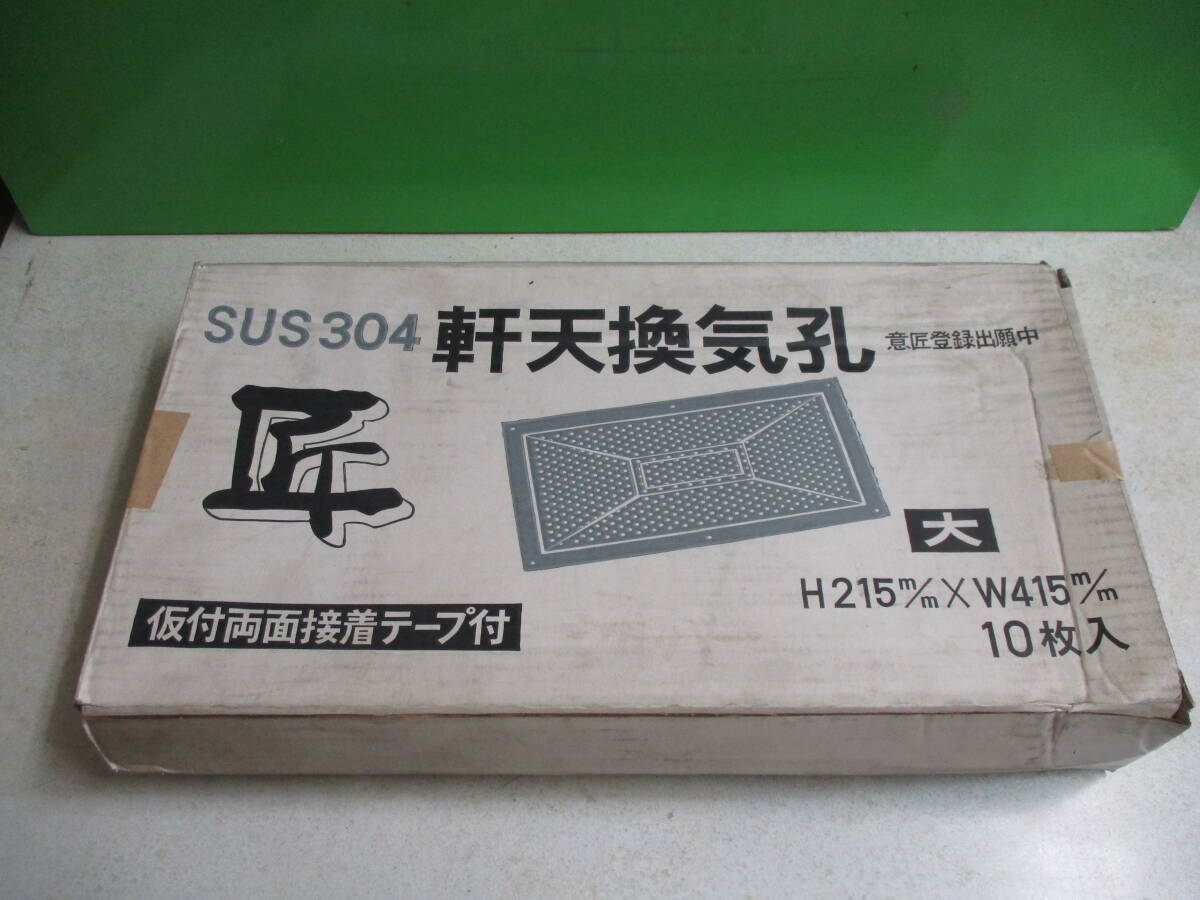 SUS304 軒天換気孔 意匠登録出願中
匠
大
H215m/m×W415m/m
10枚入
仮付両面接着テープ付